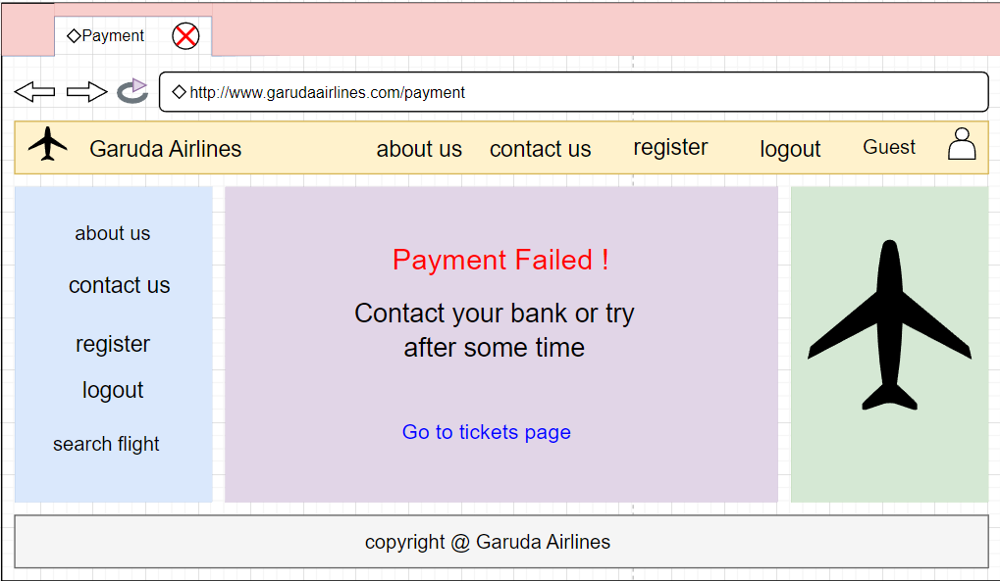 Payment
http://www.garudaairlines.com/payment
Garuda Airlines about us contact us register logout Guest
about us
contact us
register
logout
search flight
Payment Failed !
Contact your bank or try
after some time
Go to tickets page
copyright @ Garuda Airlines